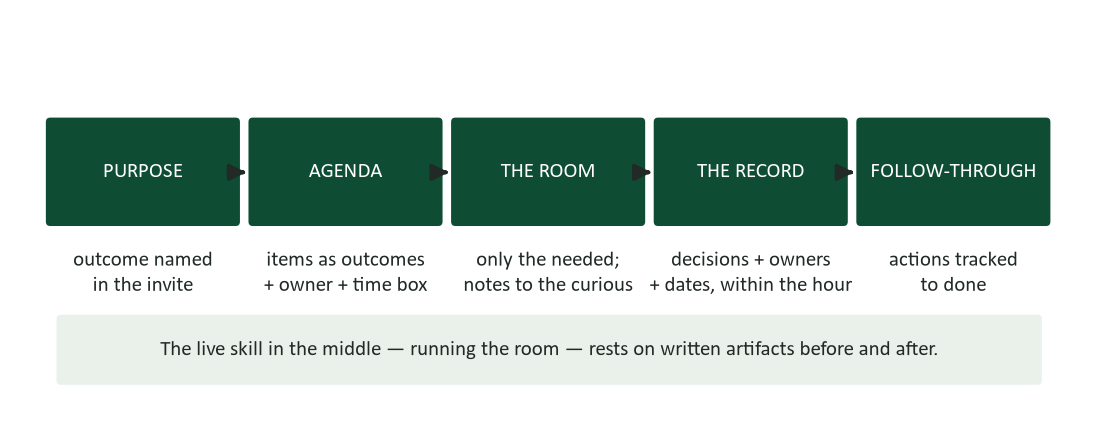 PURPOSE
AGENDA
THE ROOM
THE RECORD
FOLLOW-THROUGH
outcome named
in the invite
items as outcomes
+ owner + time box
only the needed;
notes to the curious
decisions + owners
+ dates, within the hour
actions tracked
to done
The live skill in the middle — running the room — rests on written artifacts before and after.